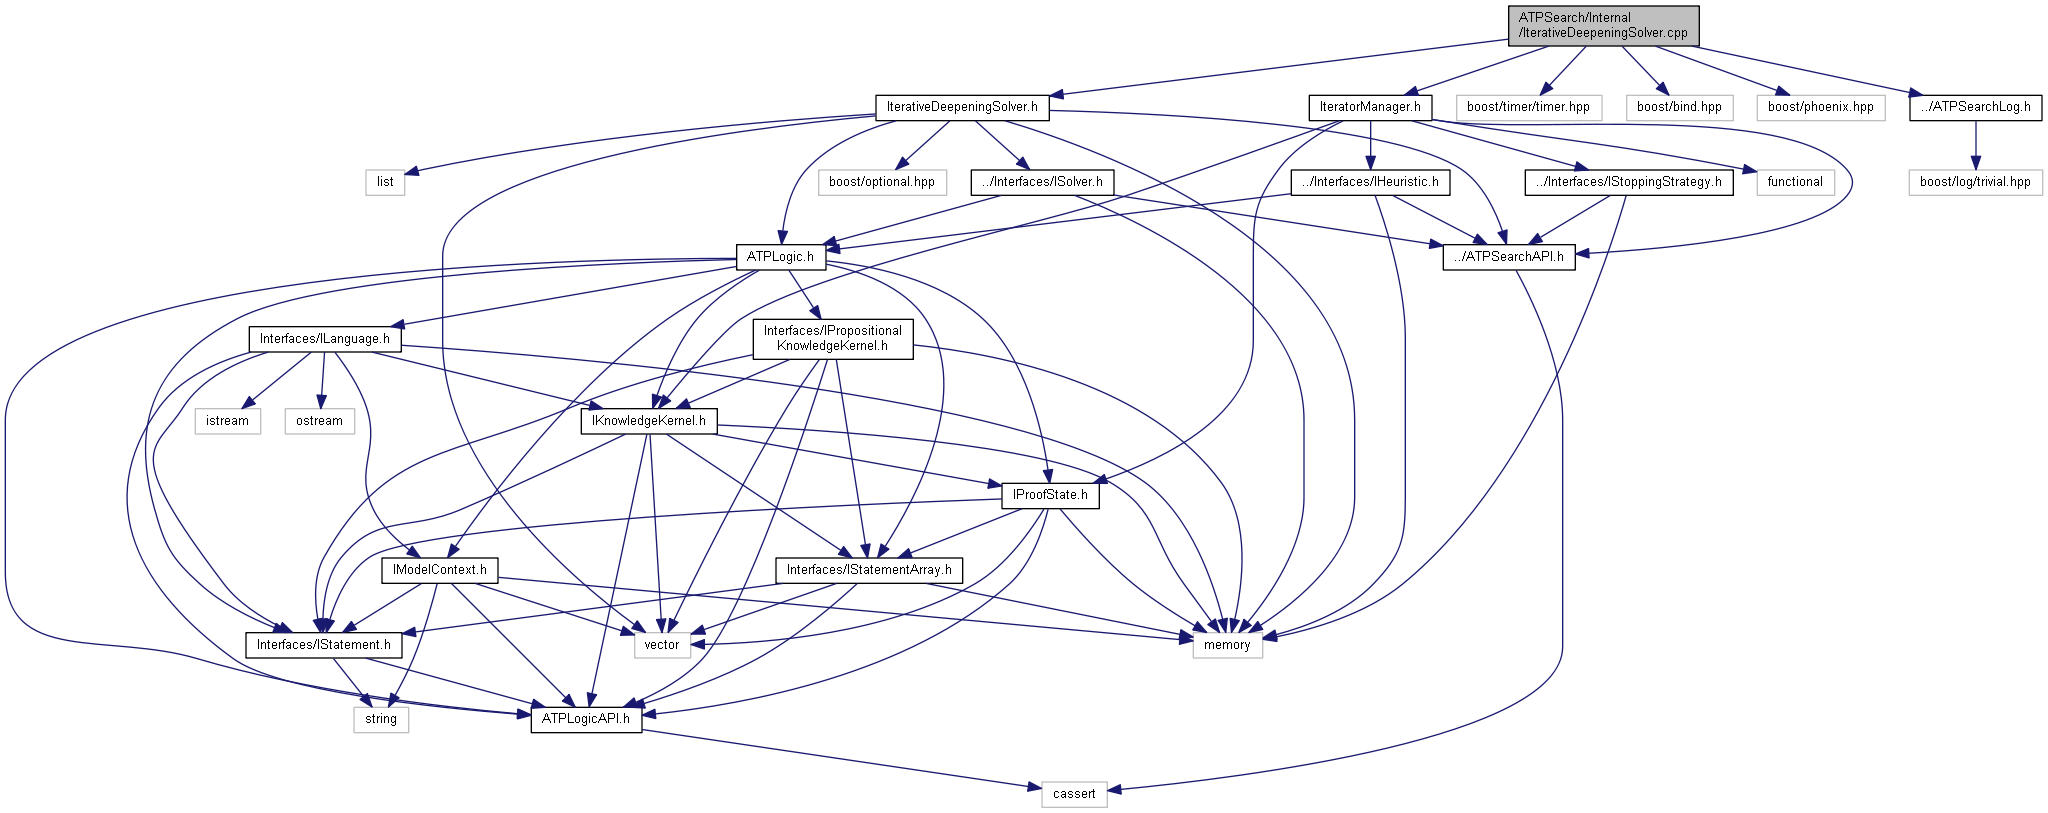 ATPSearch/Internal
/IterativeDeepeningSolver.cpp
IterativeDeepeningSolver.h
IteratorManager.h
boost/timer/timer.hpp
boost/bind.hpp
boost/phoenix.hpp
../ATPSearchLog.h
list
boost/optional.hpp
../Interfaces/ISolver.h
../Interfaces/IHeuristic.h
../Interfaces/IStoppingStrategy.h
functional
boost/log/trivial.hpp
ATPLogic.h
../ATPSearchAPI.h
Interfaces/ILanguage.h
Interfaces/IPropositional
KnowledgeKernel.h
istream
ostream
IKnowledgeKernel.h
IProofState.h
IModelContext.h
Interfaces/IStatementArray.h
Interfaces/IStatement.h
vector
memory
string
ATPLogicAPI.h
cassert